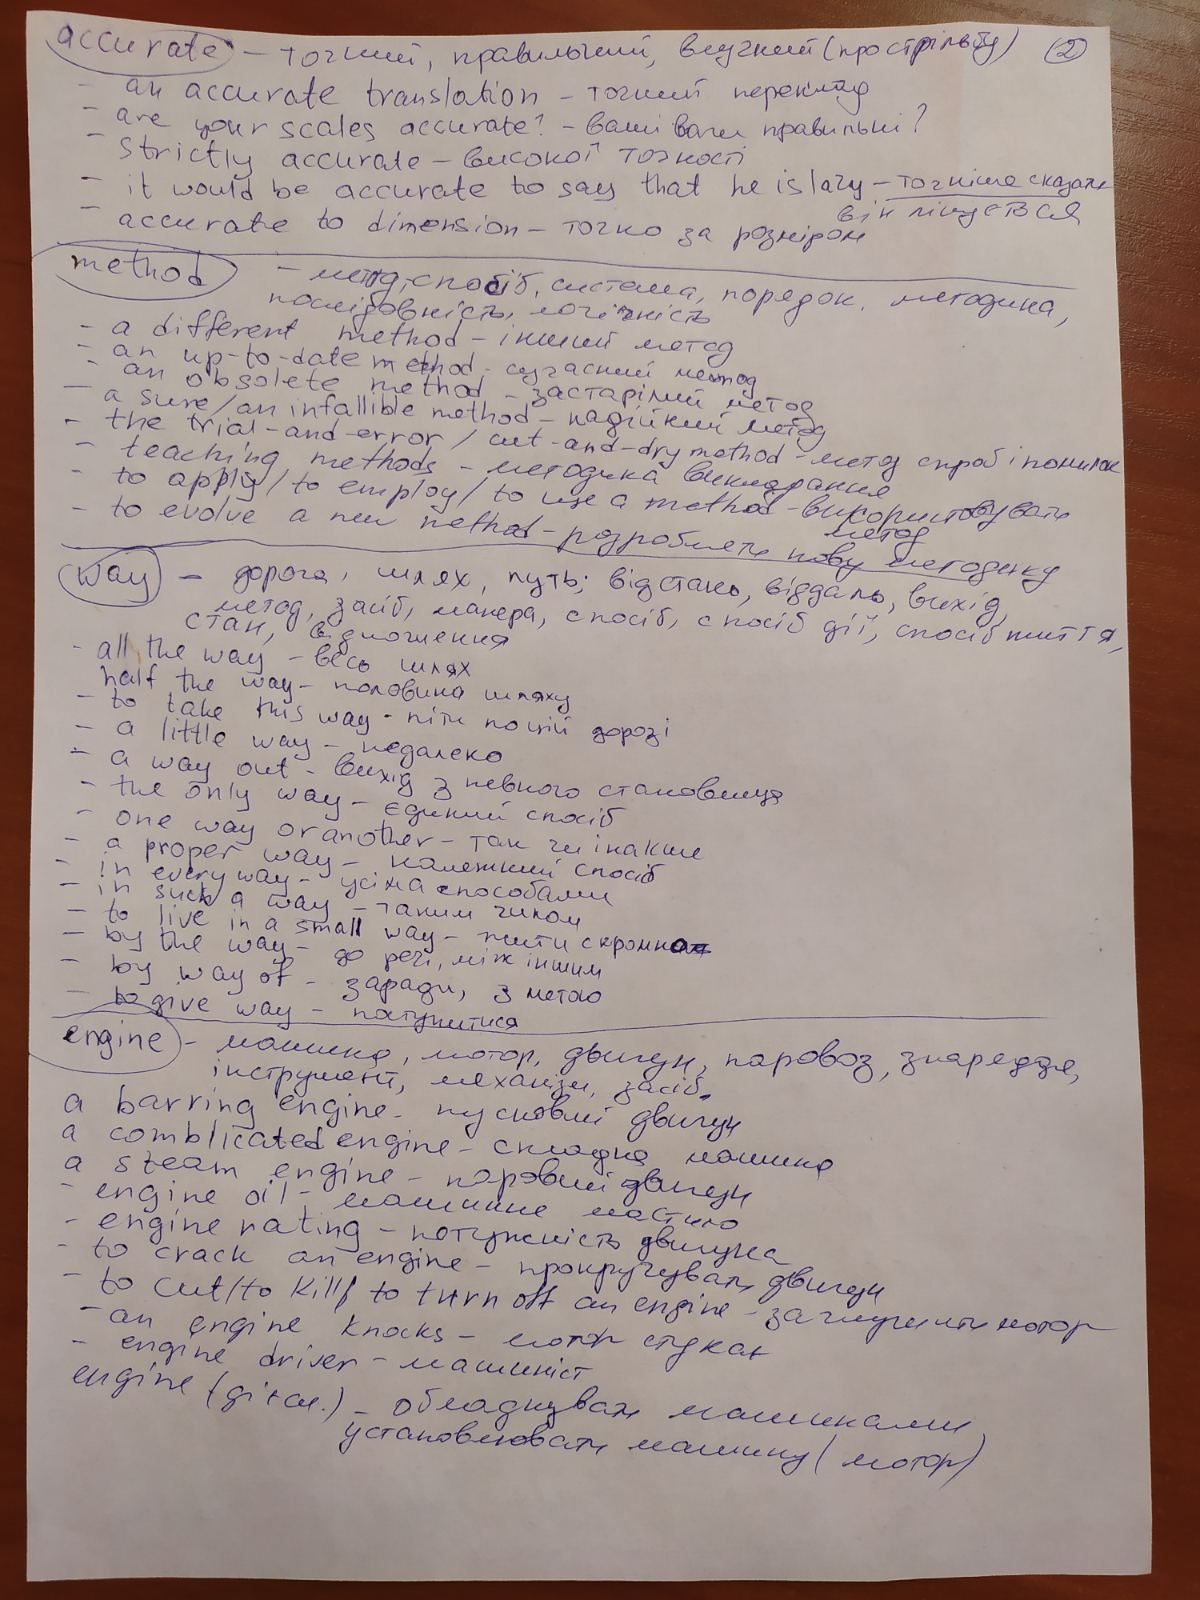 accurate – точний, правильний, влучний (про стрільбу) (2)
- an accurate translation – точний переклад
- are your scales accurate? – ваші ваги правильні?
- strictly accurate – високої точності
- it would be accurate to say that he is lazy – точніше сказати
він лінується
- accurate to dimension – точно за розміром
method – метод, спосіб, система, порядок, методика,
послідовність, логічність
- a different method – інший метод
- an up-to-date method – сучасний метод
- an obsolete method – застарілий метод
- a sure/an infallible method – надійний метод
- the trial-and-error/cut-and-dry method – метод спроб і помилок
- teaching methods – методика викладання
- to apply/to employ/to use a method – використовувати
метод
- to evolve a new method – розробляти нову методику
way – дорога, шлях, путь; відстань, віддаль, вихід,
метод, засіб, манера, спосіб, спосіб дії, спосіб життя,
стан, відношення
- all the way – весь шлях
half the way – половина шляху
- to take this way – піти по цій дорозі
- a little way – недалеко
- a way out – вихід з певного становища
- the only way – єдиний спосіб
- one way or another – так чи інакше
- a proper way – належний спосіб
- in every way – усіма способами
- in such a way – таким чином
- to live in a small way – жити скромно
- by the way – до речі, між іншим
- by way of – заради, з метою
- to give way – поступитися
engine – машина, мотор, двигун, паровоз, знаряддя,
інструмент, механізм, засіб.
a barring engine – пусковий двигун
a comblicated engine – складна машина
a steam engine – паровий двигун
- engine oil – машинне мастило
- engine rating – потужність двигуна
- to crack an engine – прокручувати двигун
- to cut/to kill/to turn off an engine – заглушити мотор
- an engine knocks – мотор стукає
- engine driver – машиніст
engine (дієсл.) – обладнувати машинами
установлювати машину (мотор)